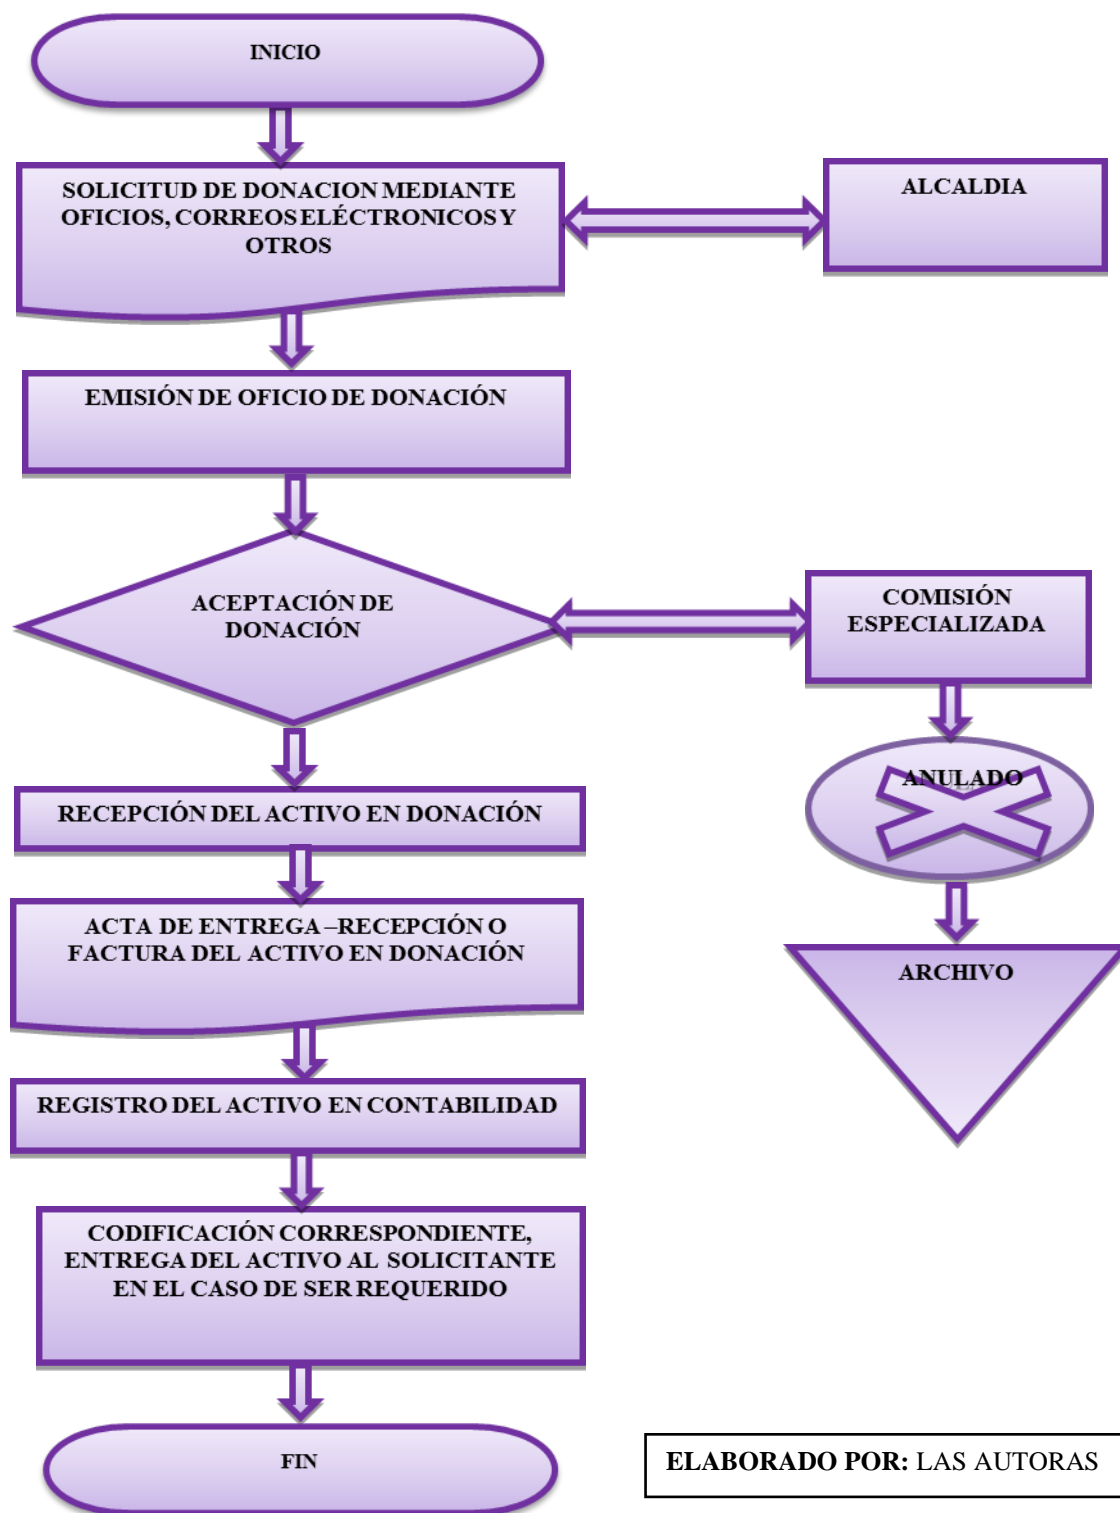 INICIO
SOLICITUD DE DONACION MEDIANTE
OFICIOS, CORREOS ELÉCTRONICOS Y
OTROS
ALCALDIA
EMISIÓN DE OFICIO DE DONACIÓN
ACEPTACIÓN DE
DONACIÓN
COMISIÓN
ESPECIALIZADA
ANULADO
RECEPCIÓN DEL ACTIVO EN DONACIÓN
ACTA DE ENTREGA –RECEPCIÓN O
FACTURA DEL ACTIVO EN DONACIÓN
ARCHIVO
REGISTRO DEL ACTIVO EN CONTABILIDAD
CODIFICACIÓN CORRESPONDIENTE,
ENTREGA DEL ACTIVO AL SOLICITANTE
EN EL CASO DE SER REQUERIDO
FIN
ELABORADO POR: LAS AUTORAS